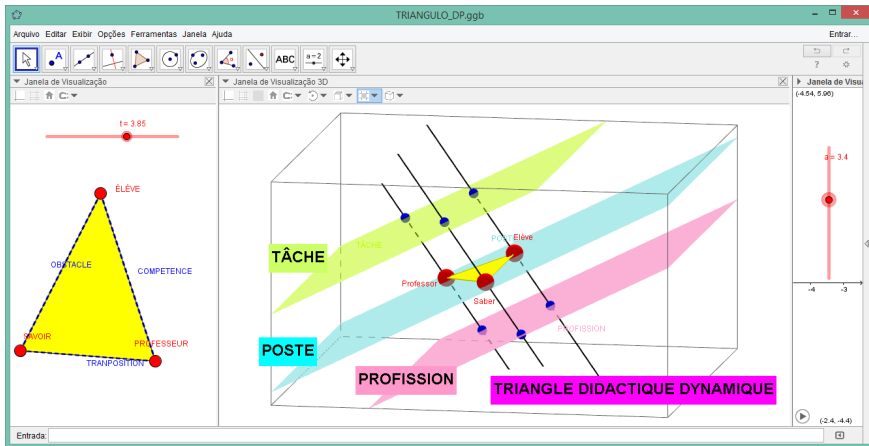 TRIANGULO_DP.ggb
Arquivo Editar Exibir Opções Ferramentas Janela Ajuda
Entrar...
A
ABC
a=2
Janela de Visualização
Janela de Visualização 3D
Janela de Visua
t = 3.85
ÉLÈVE
OBSTACLE
COMPETENCE
SAVOIR
PROFESSEUR
TRANPOSITION
TÂCHE
TÂCHE
POSTE
Elève
Professor
Saber
PROFISSION
POSTE
PROFISSION
TRIANGLE DIDACTIQUE DYNAMIQUE
(-4.54, 5.96)
a = 3.4
-4 -3
(-2.4, -4.4)
Entrada: